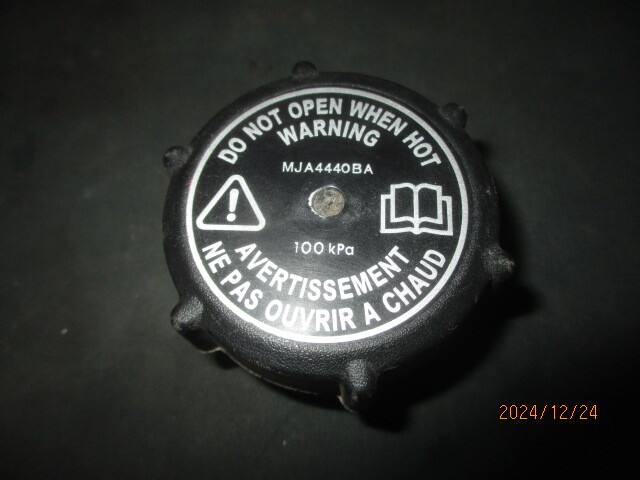 DO NOT OPEN WHEN HOT
WARNING
MJA4440BA
100 kPa
AVERTISSEMENT
NE PAS OUVRIR A CHAUD
2024/12/24